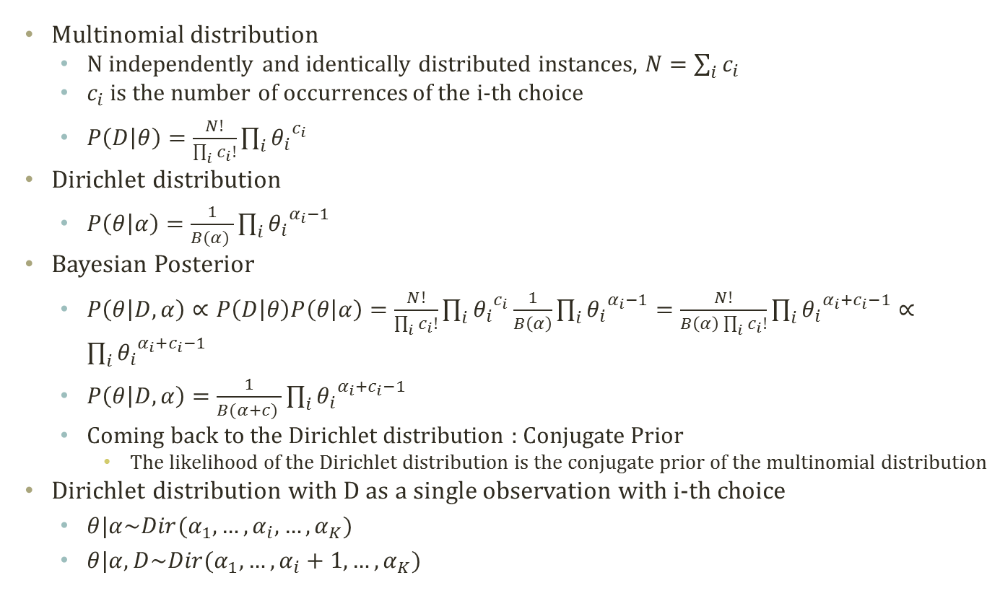 • Multinomial distribution
• N independently and identically distributed instances, $N = \sum_i c_i$
• $c_i$ is the number of occurrences of the i-th choice
• $P(D|\theta) = \frac{N!}{\prod_i c_i!} \prod_i {\theta_i}^{c_i}$
• Dirichlet distribution
• $P(\theta|\alpha) = \frac{1}{B(\alpha)} \prod_i {\theta_i}^{\alpha_i-1}$
• Bayesian Posterior
• $P(\theta|D,\alpha) \propto P(D|\theta)P(\theta|\alpha) = \frac{N!}{\prod_i c_i!} \prod_i {\theta_i}^{c_i} \frac{1}{B(\alpha)} \prod_i {\theta_i}^{\alpha_i-1} = \frac{N!}{B(\alpha) \prod_i c_i!} \prod_i {\theta_i}^{\alpha_i+c_i-1} \propto$
$\prod_i {\theta_i}^{\alpha_i+c_i-1}$
• $P(\theta|D,\alpha) = \frac{1}{B(\alpha+c)} \prod_i {\theta_i}^{\alpha_i+c_i-1}$
• Coming back to the Dirichlet distribution : Conjugate Prior
• The likelihood of the Dirichlet distribution is the conjugate prior of the multinomial distribution
• Dirichlet distribution with D as a single observation with i-th choice
• $\theta|\alpha \sim Dir(\alpha_1, \ldots, \alpha_i, \ldots, \alpha_K)$
• $\theta|\alpha, D \sim Dir(\alpha_1, \ldots, \alpha_i + 1, \ldots, \alpha_K)$